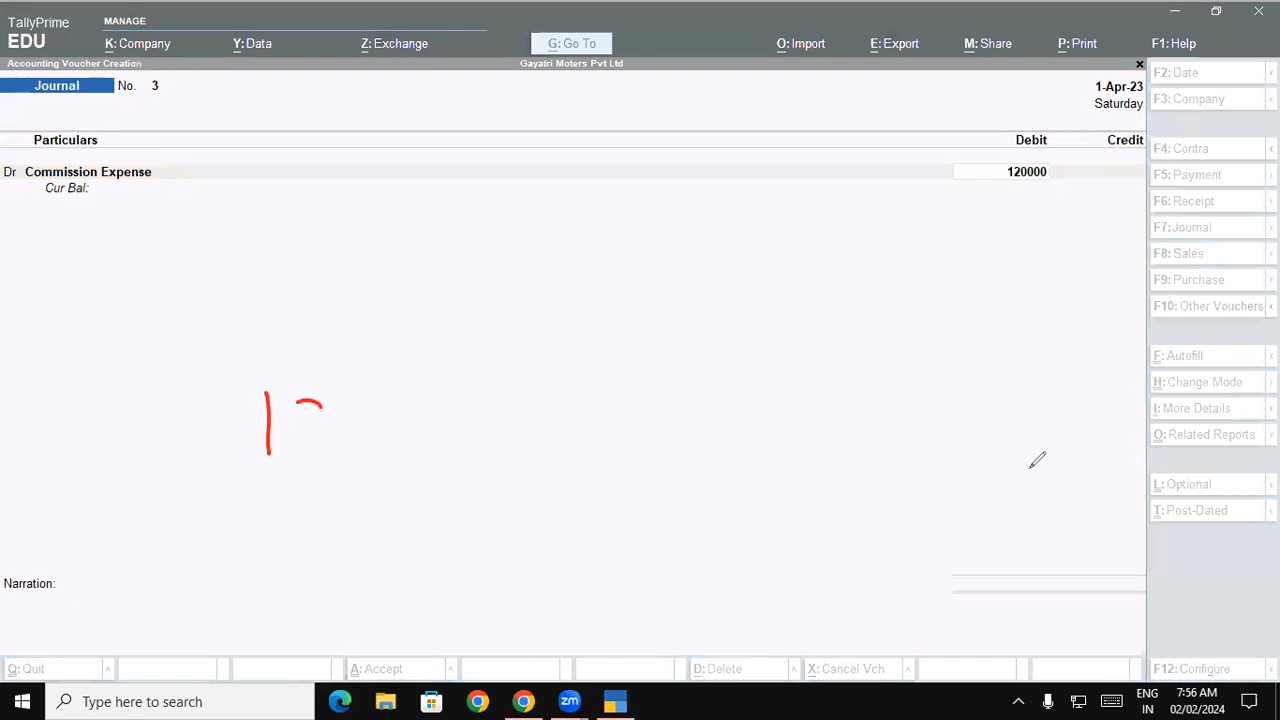 TallyPrime
EDU
MANAGE
K: Company
Y: Data
Z: Exchange
G: Go To
O: Import
E: Export
M: Share
P: Print
F1: Help
Accounting Voucher Creation
Gayatri Moters Pvt Ltd
Journal No. 3
1-Apr-23
Saturday
Particulars
Debit
Credit
Dr Commission Expense
120000
Cur Bal:
Narration:
F2: Date
F3: Company
F4: Contra
F5: Payment
F6: Receipt
F7: Journal
F8: Sales
F9: Purchase
F10: Other Vouchers
F: Autofill
H: Change Mode
I: More Details
O: Related Reports
L: Optional
T: Post-Dated
Q: Quit
A: Accept
D: Delete
X: Cancel Vch
F12: Configure
Type here to search
zm
ENG
IN
7:56 AM
02/02/2024